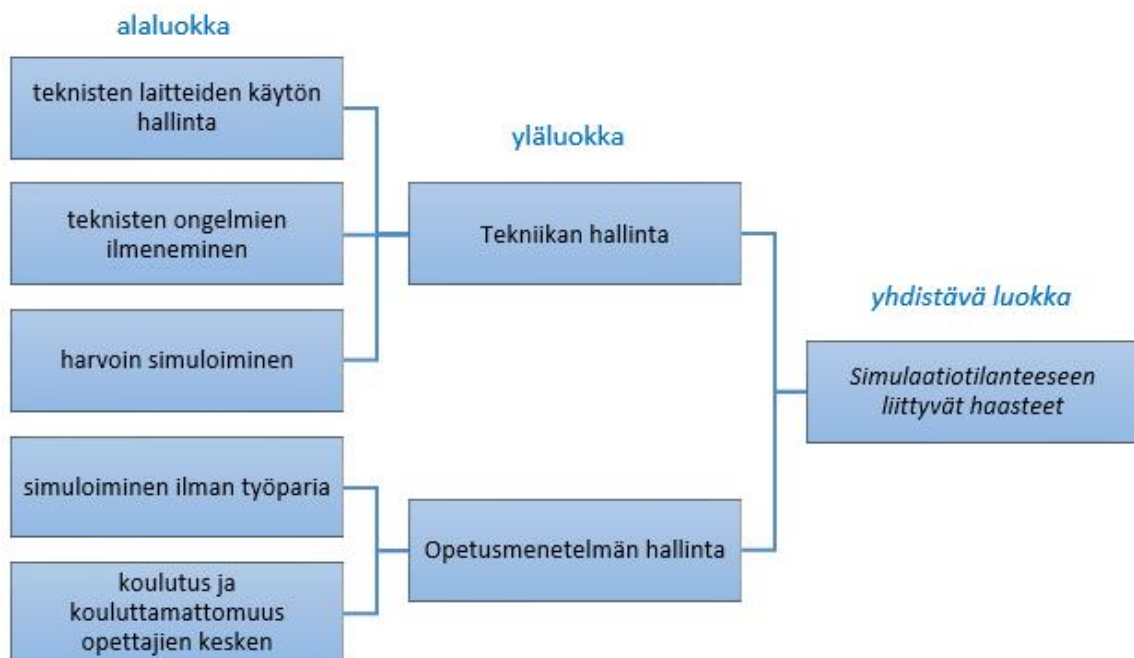 alaluokka
teknisten laitteiden käytön
hallinta
teknisten ongelmien
ilmeneminen
harvoin simuloiminen
simuloiminen ilman työparia
koulutus ja
kouluttamattomuus
opettajien kesken
yläluokka
Tekniikan hallinta
Opetusmenetelmän hallinta
yhdistävä luokka
Simulaatiotilanteeseen
liittyvät haasteet